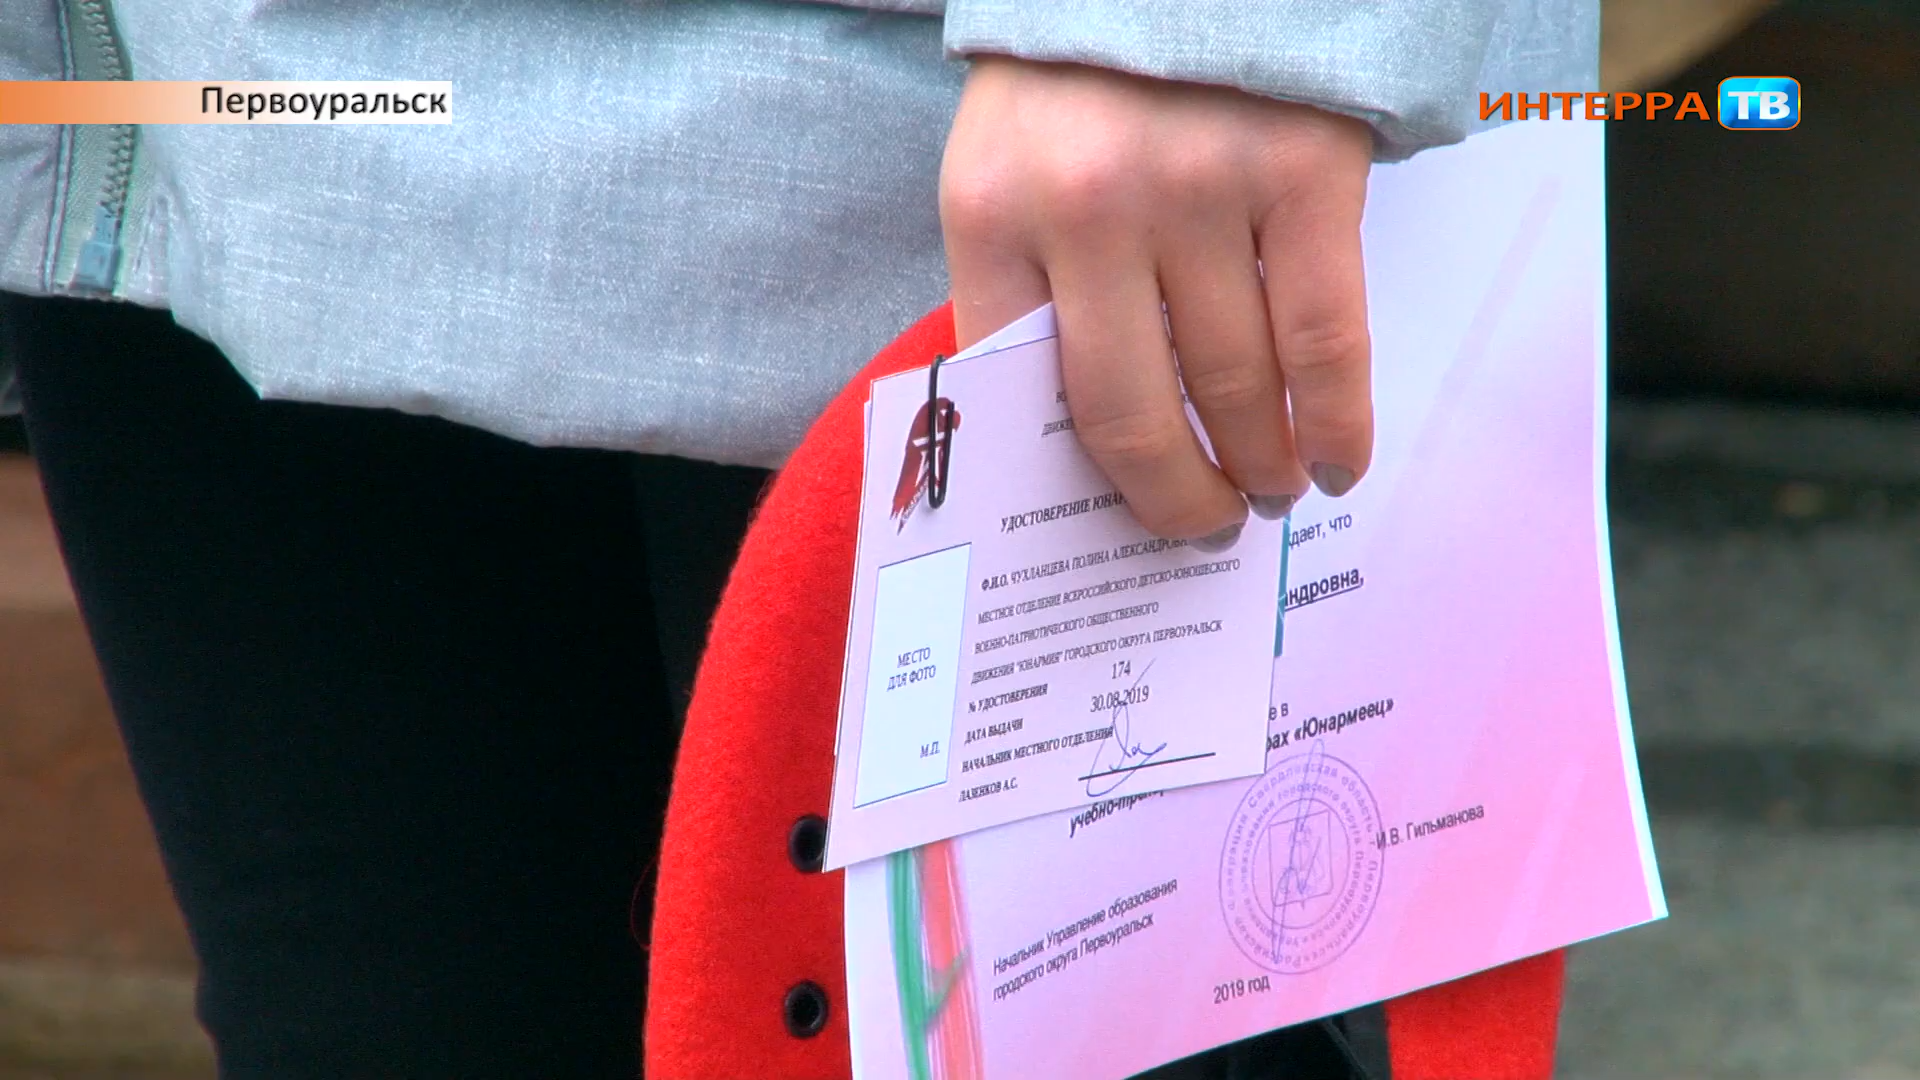 Первоуральск
ИНТЕРРА ТВ
УДОСТОВЕРЕНИЕ
Ф.И.О. ЧУХЛАНЦЕВА ПОЛИНА АЛЕКСАНДРОВНА
МЕСТНОЕ ОТДЕЛЕНИЕ ВСЕРОССИЙСКОГО ДЕТСКО-ЮНОШЕСКОГО
ВОЕННО-ПАТРИОТИЧЕСКОГО ОБЩЕСТВЕННОГО
ДВИЖЕНИЯ "ЮНАРМИЯ" ГОРОДСКОГО ОКРУГА ПЕРВОУРАЛЬСК
№ УДОСТОВЕРЕНИЯ 174
ДАТА ВЫДАЧИ 30.08.2019
НАЧАЛЬНИК МЕСТНОГО ОТДЕЛЕНИЯ
ЛАЗЕНКОВ А.С.
МЕСТО
ДЛЯ ФОТО
М.П.
дает, что
андровна,
е в
рах «Юнармеец»
И.В. Гильманова
Начальник Управление образования
городского округа Первоуральск
2019 год